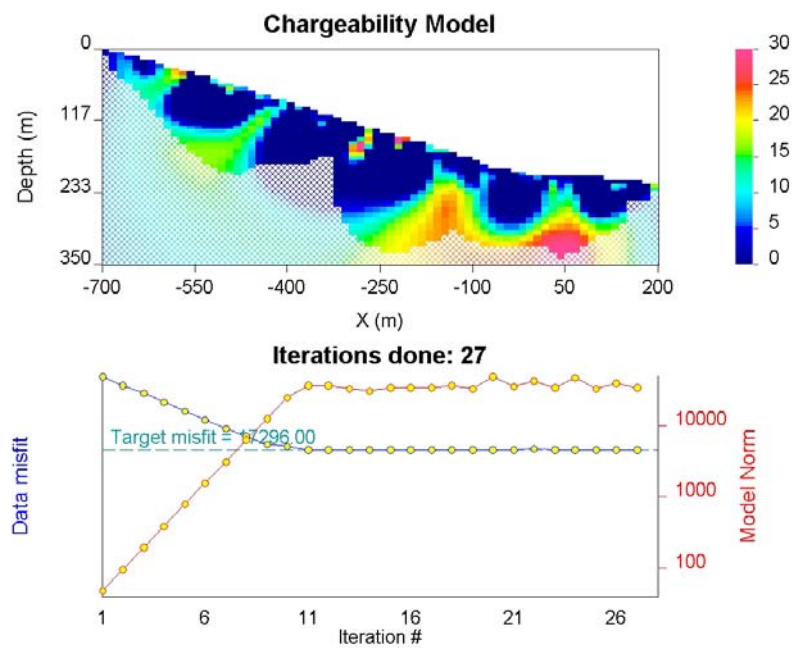 Chargeability Model
Depth (m)
0
117
233
350
-700 -550 -400 -250 -100 50 200
X (m)
30
25
20
15
10
5
0
Iterations done: 27
Data misfit
Target misfit = 17296.00
10000
1000
100
Model Norm
1 6 11 16 21 26
Iteration #